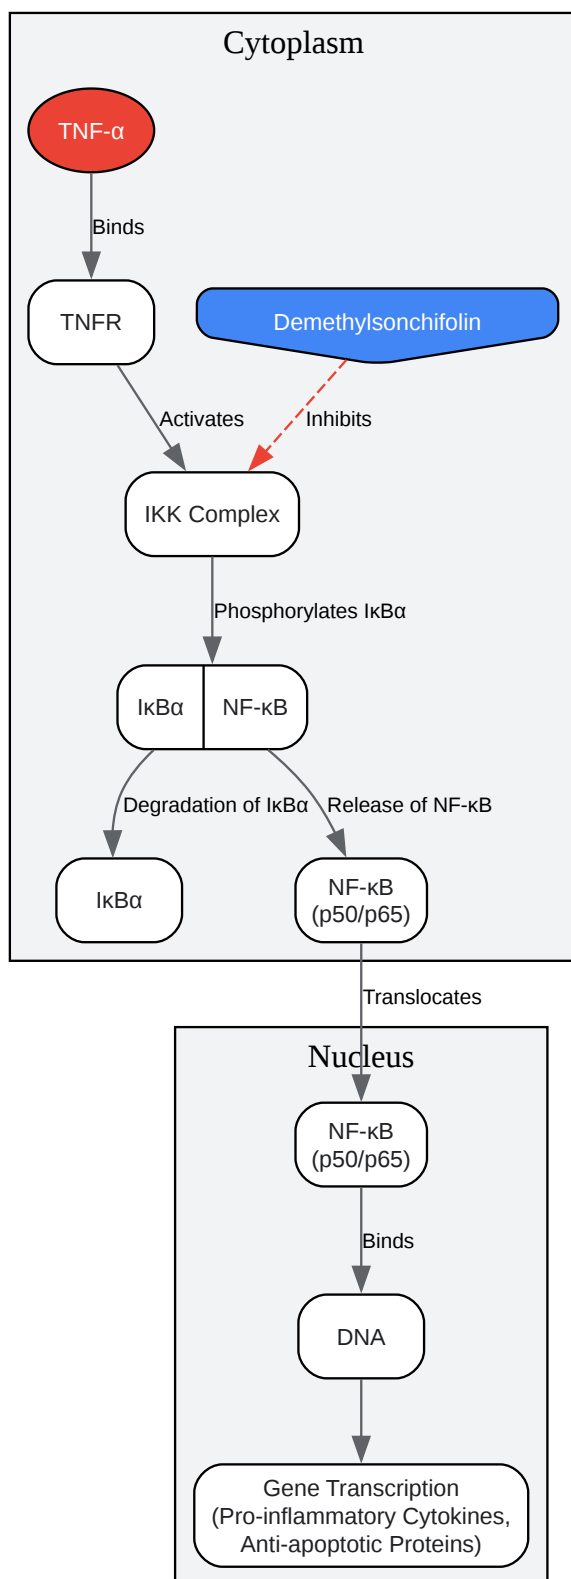 Cytoplasm
TNF-α
Binds
TNFR
Demethylsonchifolin
Activates
Inhibits
IKK Complex
Phosphorylates IκBα
IκBα
NF-κB
Degradation of IκBα
Release of NF-κB
IκBα
NF-κB
(p50/p65)
Translocates
Nucleus
NF-κB
(p50/p65)
Binds
DNA
Gene Transcription
(Pro-inflammatory Cytokines,
Anti-apoptotic Proteins)